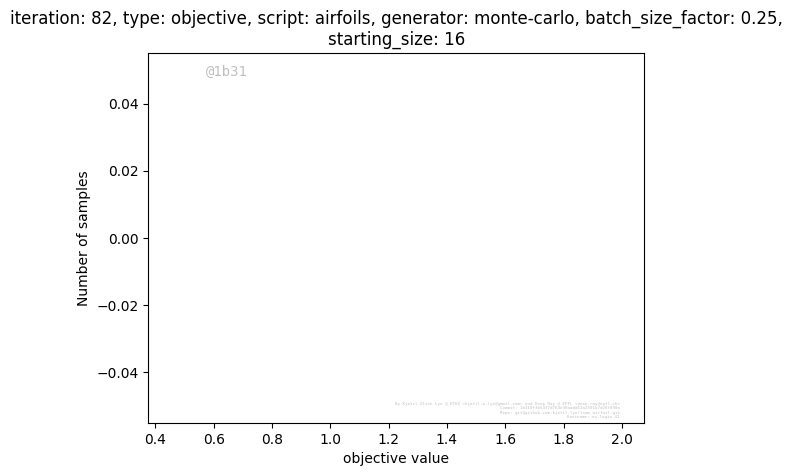 iteration: 82, type: objective, script: airfoils, generator: monte-carlo, batch_size_factor: 0.25,
starting_size: 16
@1b31
0.04
0.02
0.00
−0.02
−0.04
Number of samples
0.4 0.6 0.8 1.0 1.2 1.4 1.6 1.8 2.0
objective value